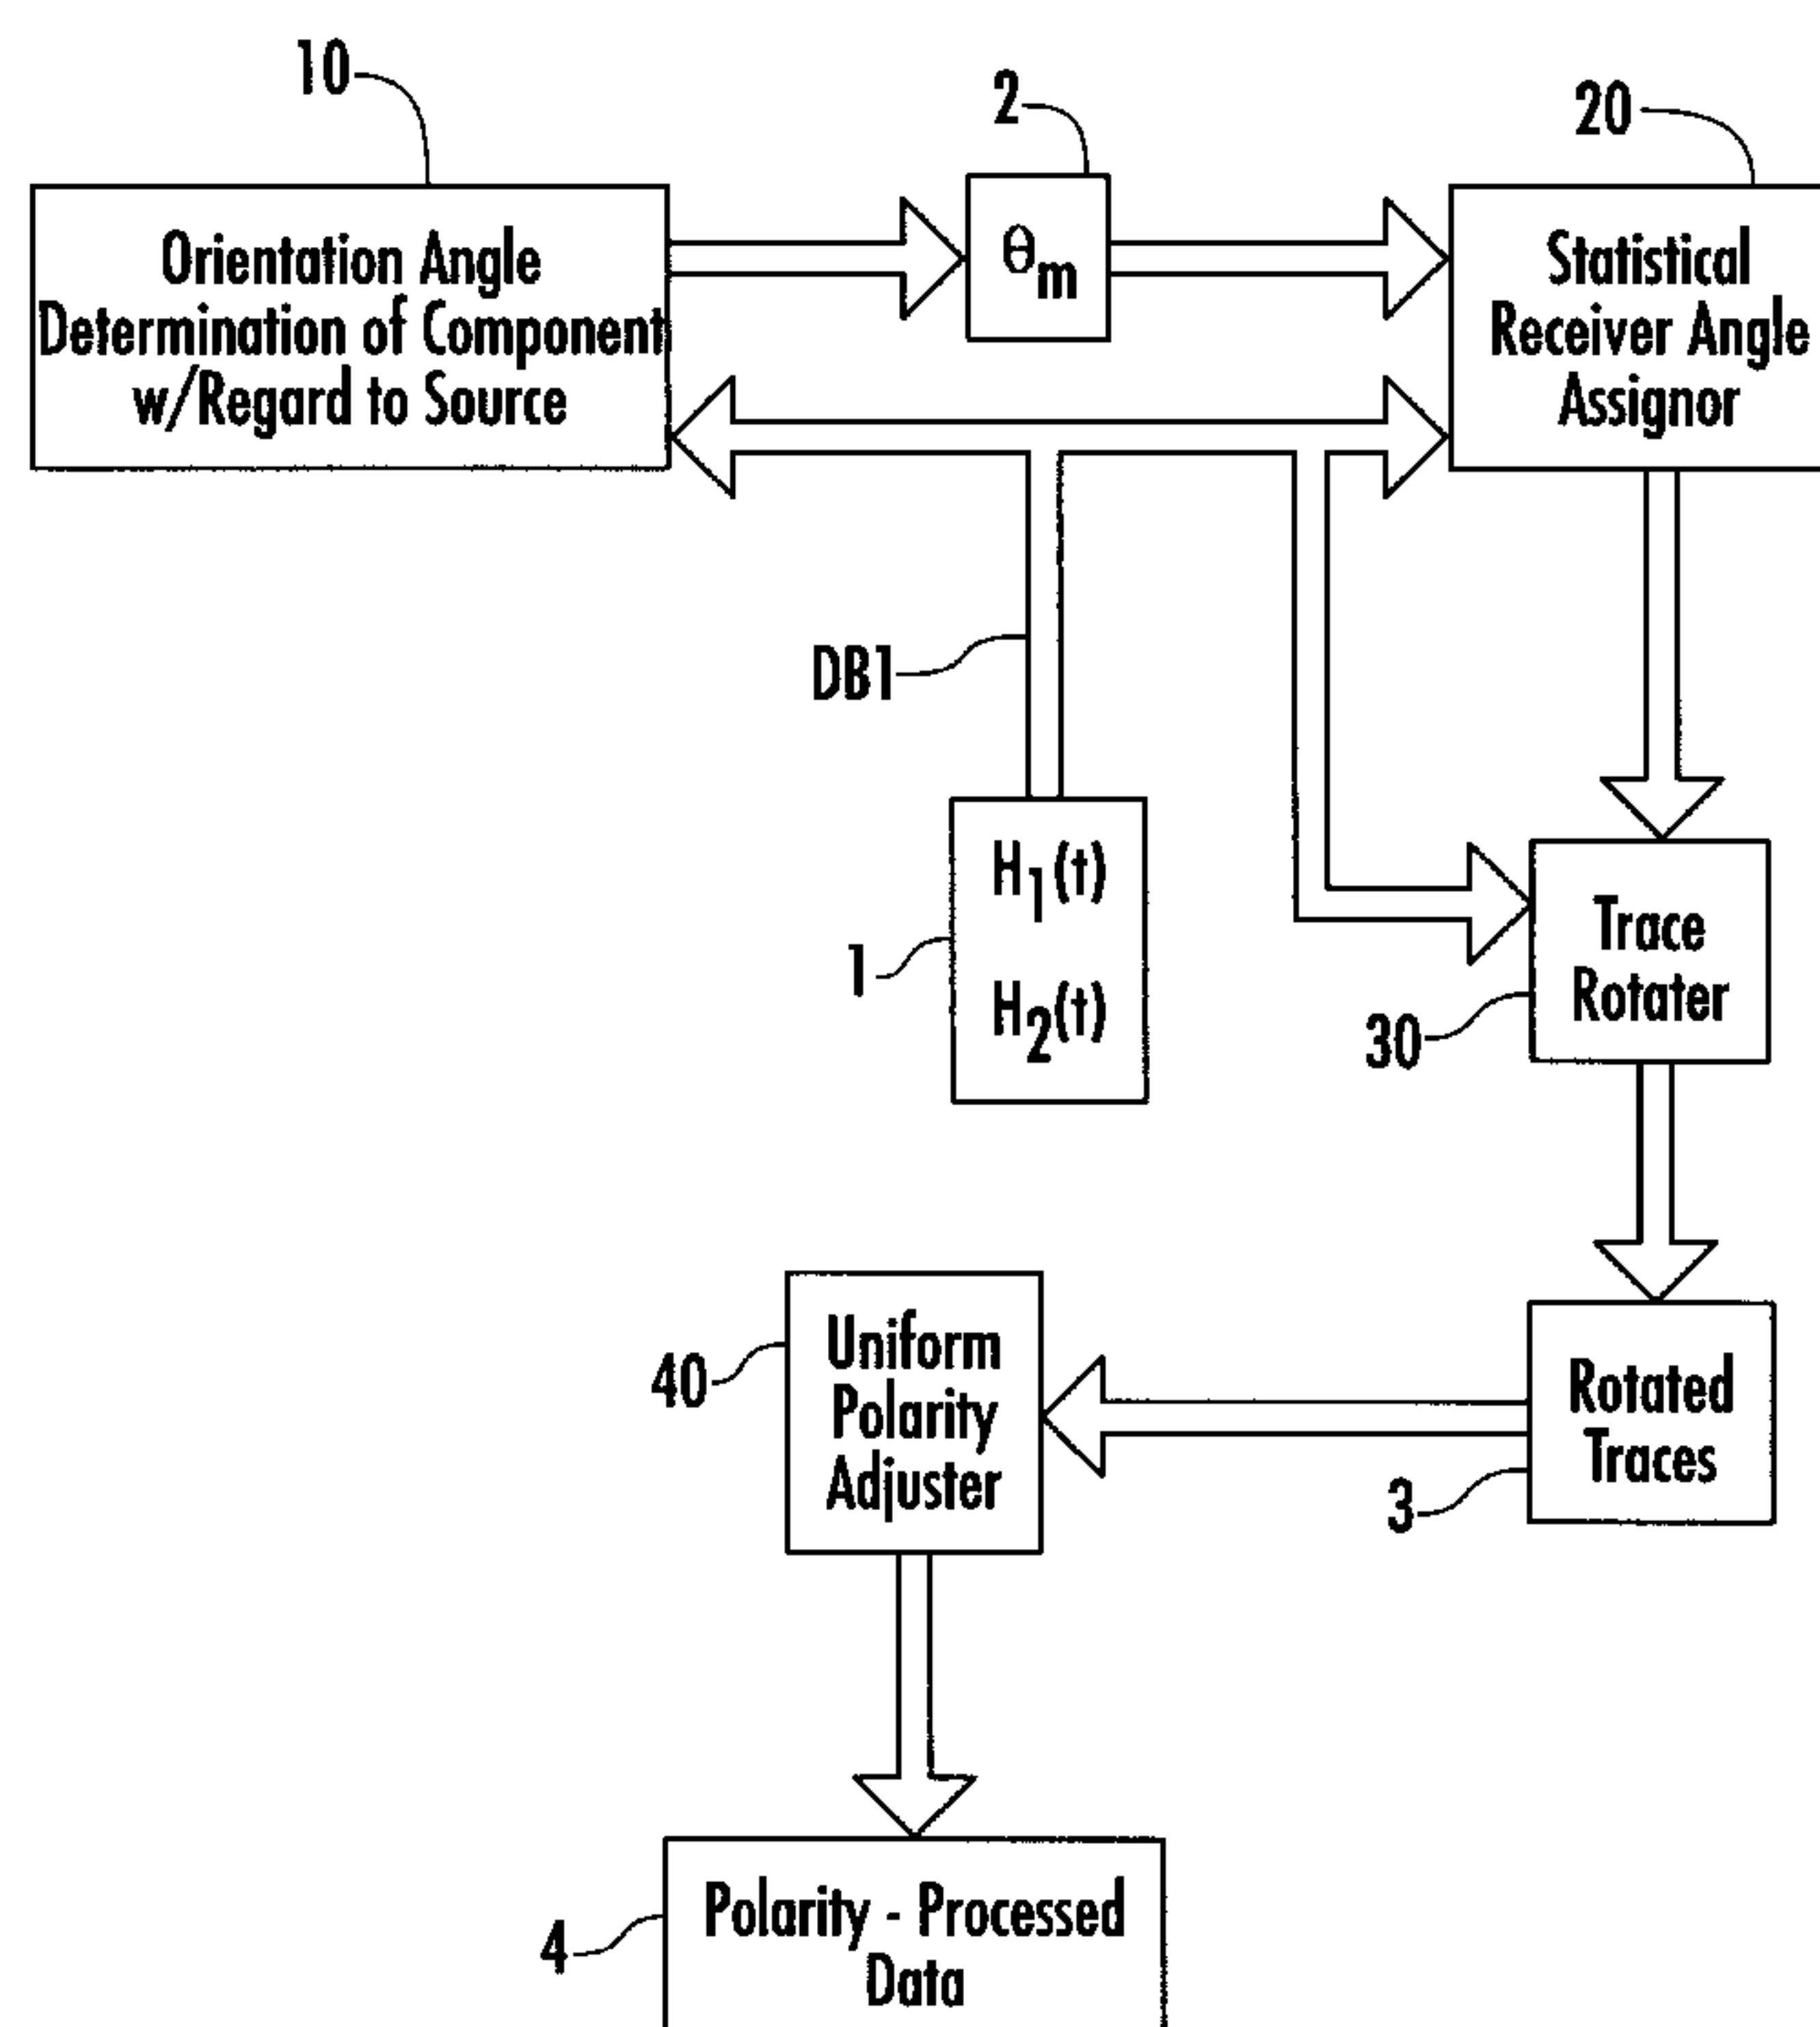 10
2
20
Orientation Angle
Determination of Component
w/Regard to Source
θm
Statistical
Receiver Angle
Assignor
DB1
H1(t)
H2(t)
1
Trace
Rotater
30
Uniform
Polarity
Adjuster
40
Rotated
Traces
3
Polarity - Processed
Data
4